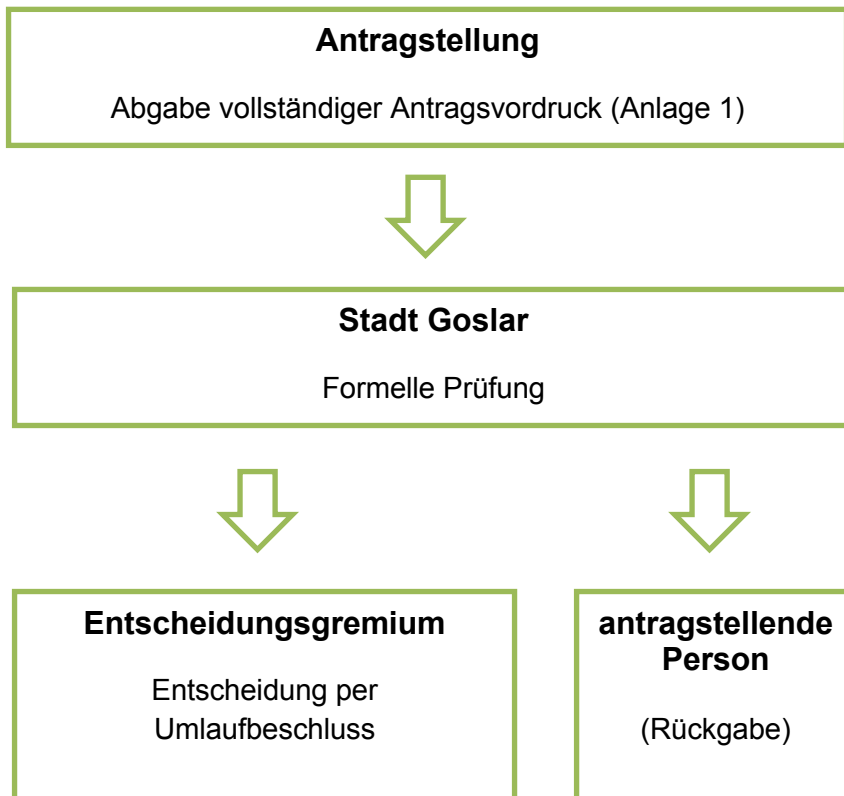 Antragstellung
Abgabe vollständiger Antragsvordruck (Anlage 1)
Stadt Goslar
Formelle Prüfung
Entscheidungsgremium
Entscheidung per
Umlaufbeschluss
antragstellende
Person
(Rückgabe)